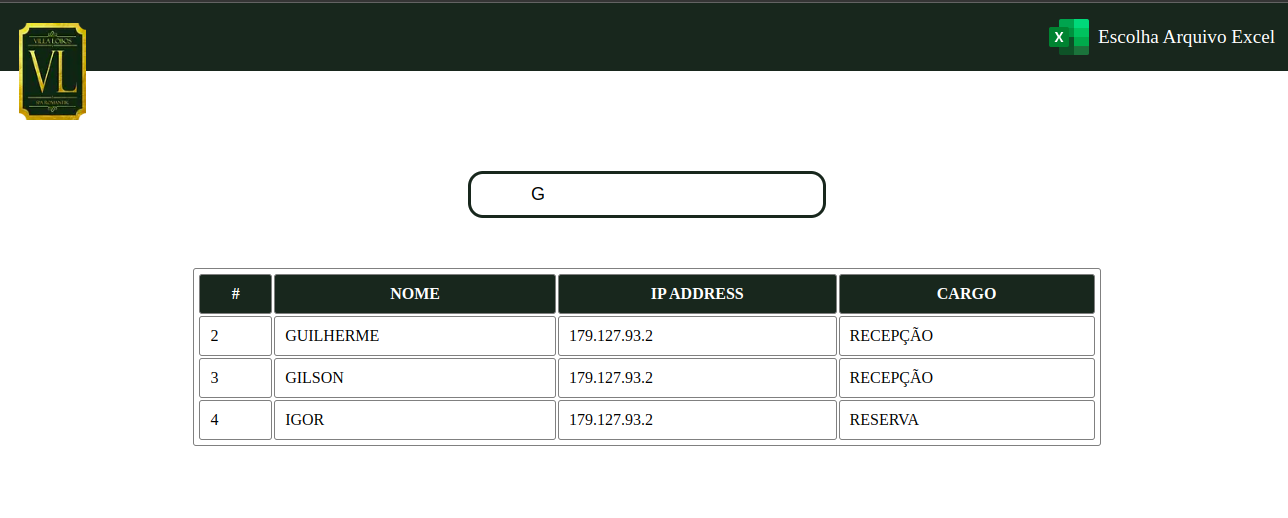 VILLA LOBOS
VL
SPA ROMANTIK
X Escolha Arquivo Excel
G
# NOME IP ADDRESS CARGO
2 GUILHERME 179.127.93.2 RECEPÇÃO
3 GILSON 179.127.93.2 RECEPÇÃO
4 IGOR 179.127.93.2 RESERVA